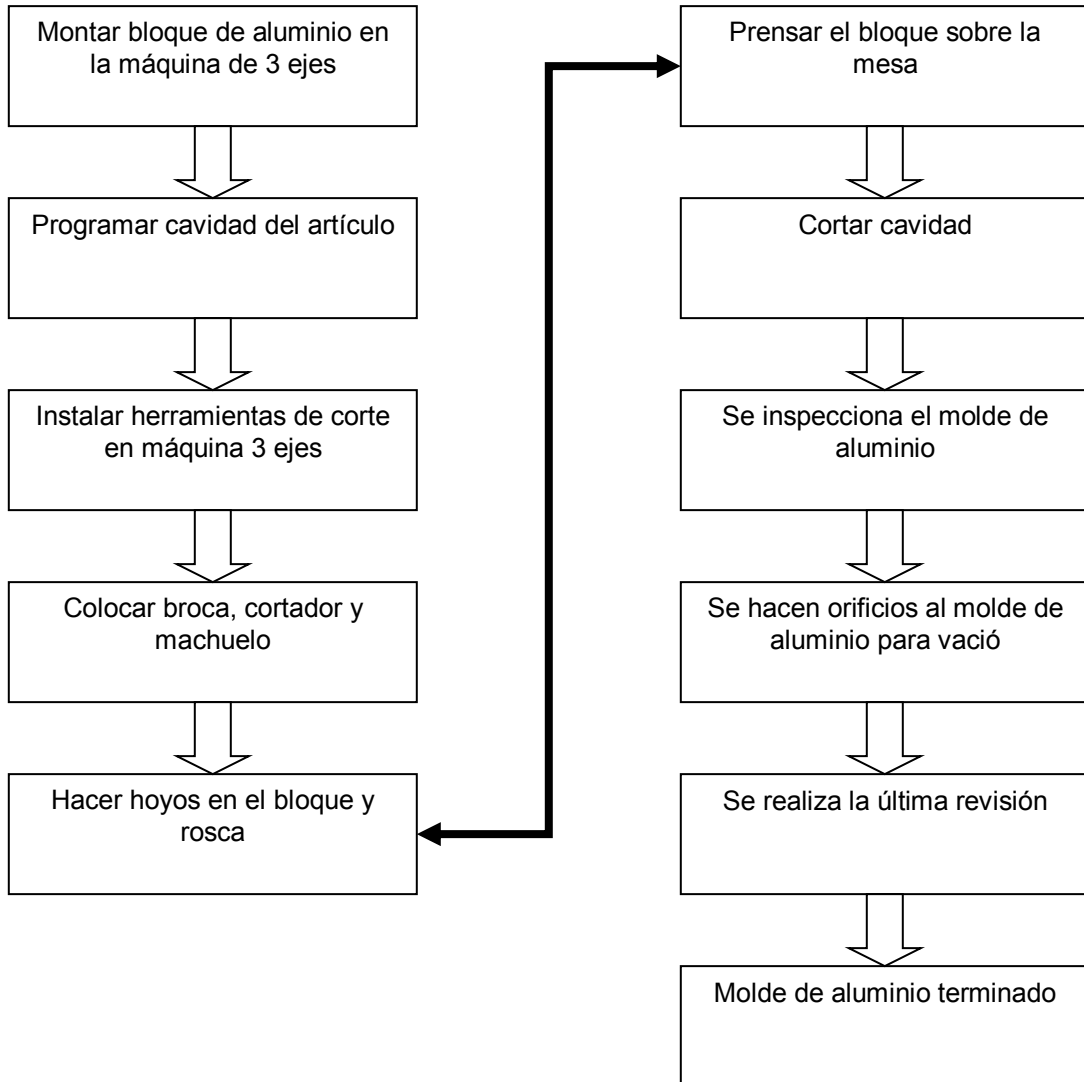 Montar bloque de aluminio en
la máquina de 3 ejes
Programar cavidad del artículo
Instalar herramientas de corte
en máquina 3 ejes
Colocar broca, cortador y
machuelo
Hacer hoyos en el bloque y
rosca
Prensar el bloque sobre la
mesa
Cortar cavidad
Se inspecciona el molde de
aluminio
Se hacen orificios al molde de
aluminio para vació
Se realiza la última revisión
Molde de aluminio terminado